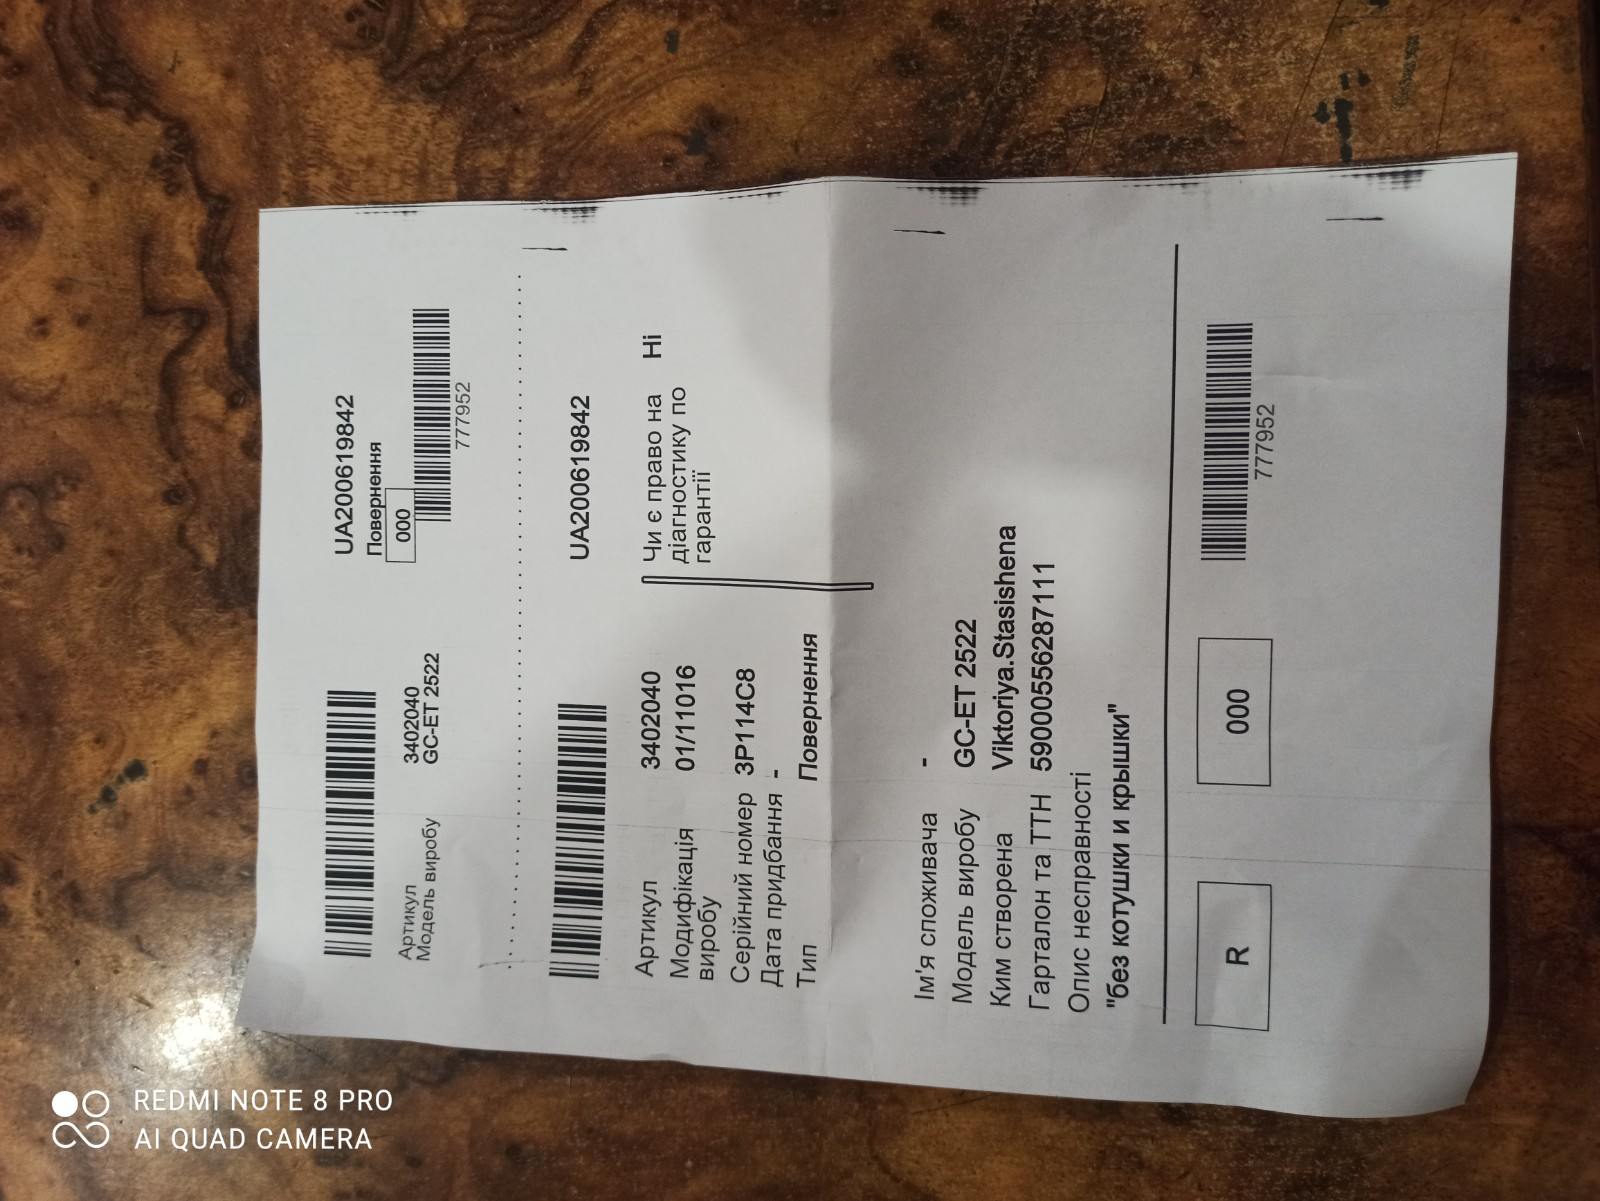 UA200619842
Повернення
000
777952
Артикул 3402040
Модель виробу GC-ET 2522
UA200619842
Артикул 3402040
Модифікація виробу 01/11016
Серійний номер 3P114C8
Дата придбання -
Тип Повернення
Чи є право на
діагностику по
гарантії
Ні
Ім'я споживача -
Модель виробу GC-ET 2522
Ким створена Viktoriya.Stasishena
Гарталон та ТТН 59000556287111
Опис несправності
"без котушки и крышки"
R
000
777952
REDMI NOTE 8 PRO
AI QUAD CAMERA